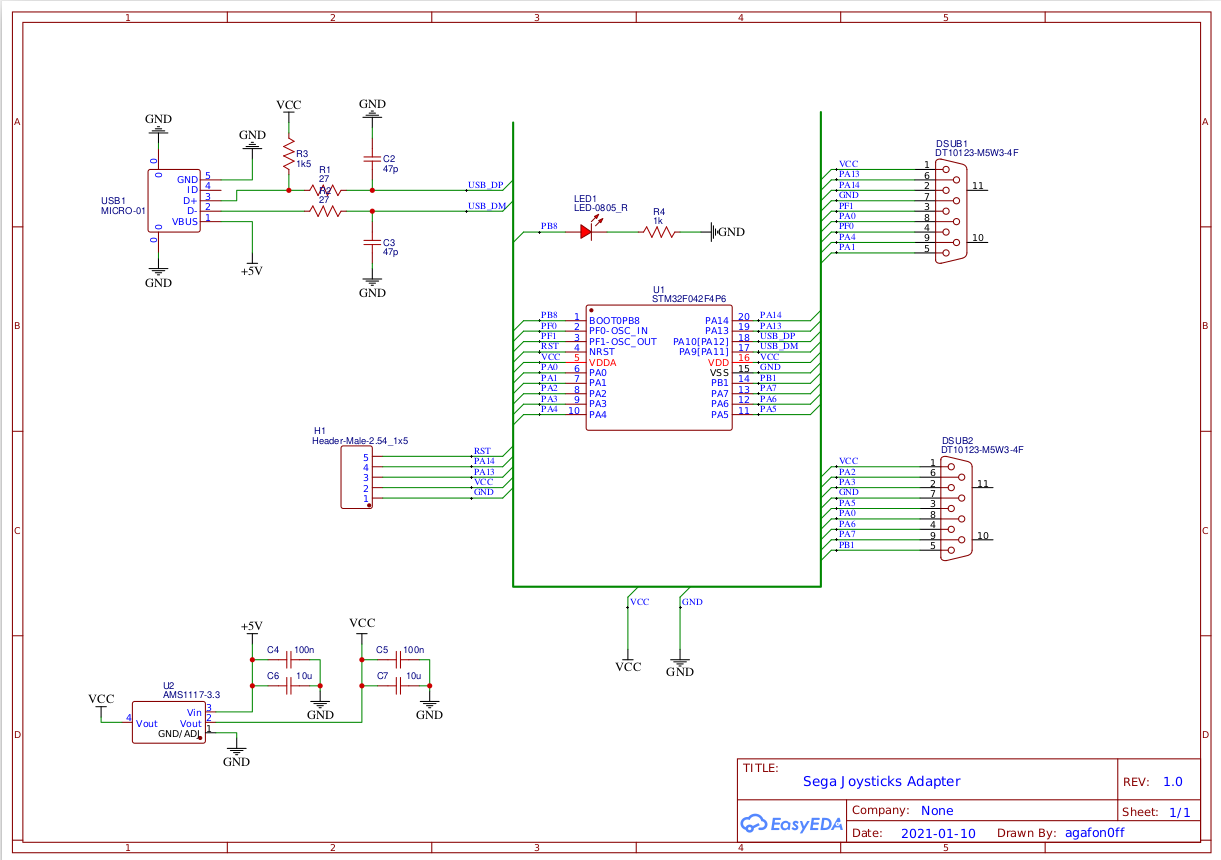 1 2 3 4 5
A
B
C
D
A
B
C
D
GND
0
0
USB1
MICRO-01
GND 5
ID 4
D+ 3
D- 2
VBUS 1
0
0
GND
GND
+5V
VCC
R3
1k5
R1
27
R2
27
GND
C2
47p
C3
47p
GND
USB_DP
USB_DM
PB8
LED1
LED-0805_R
R4
1k
GND
DSUB1
DT10123-M5W3-4F
VCC 1
PA13 6
PA14 2
GND 7
PF1 3
PA0 8
PF0 4
PA4 9
PA1 5
11
10
U1
STM32F042F4P6
PB8 1 BOOT0PB8 PA14 20 PA14
PF0 2 PF0-OSC_IN PA13 19 PA13
PF1 3 PF1-OSC_OUT PA10[PA12] 18 USB_DP
RST 4 NRST PA9[PA11] 17 USB_DM
VCC 5 VDDA VDD 16 VCC
PA0 6 PA0 VSS 15 GND
PA1 7 PA1 PB1 14 PB1
PA2 8 PA2 PA7 13 PA7
PA3 9 PA3 PA6 12 PA6
PA4 10 PA4 PA5 11 PA5
H1
Header-Male-2.54_1x5
5 RST
4 PA14
3 PA13
2 VCC
1 GND
DSUB2
DT10123-M5W3-4F
VCC 1
PA2 6
PA3 2
GND 7
PA5 3
PA0 8
PA6 4
PA7 9
PB1 5
11
10
VCC
GND
VCC
GND
+5V
C4 100n
C6 10u
GND
VCC
C5 100n
C7 10u
GND
VCC
U2
AMS1117-3.3
4 Vout
Vin 3
Vout 2
GND/ADJ 1
GND
TITLE:
Sega Joysticks Adapter
REV: 1.0
EasyEDA
Company: None
Sheet: 1/1
Date: 2021-01-10 Drawn By: agafon0ff
1 2 3 4 5